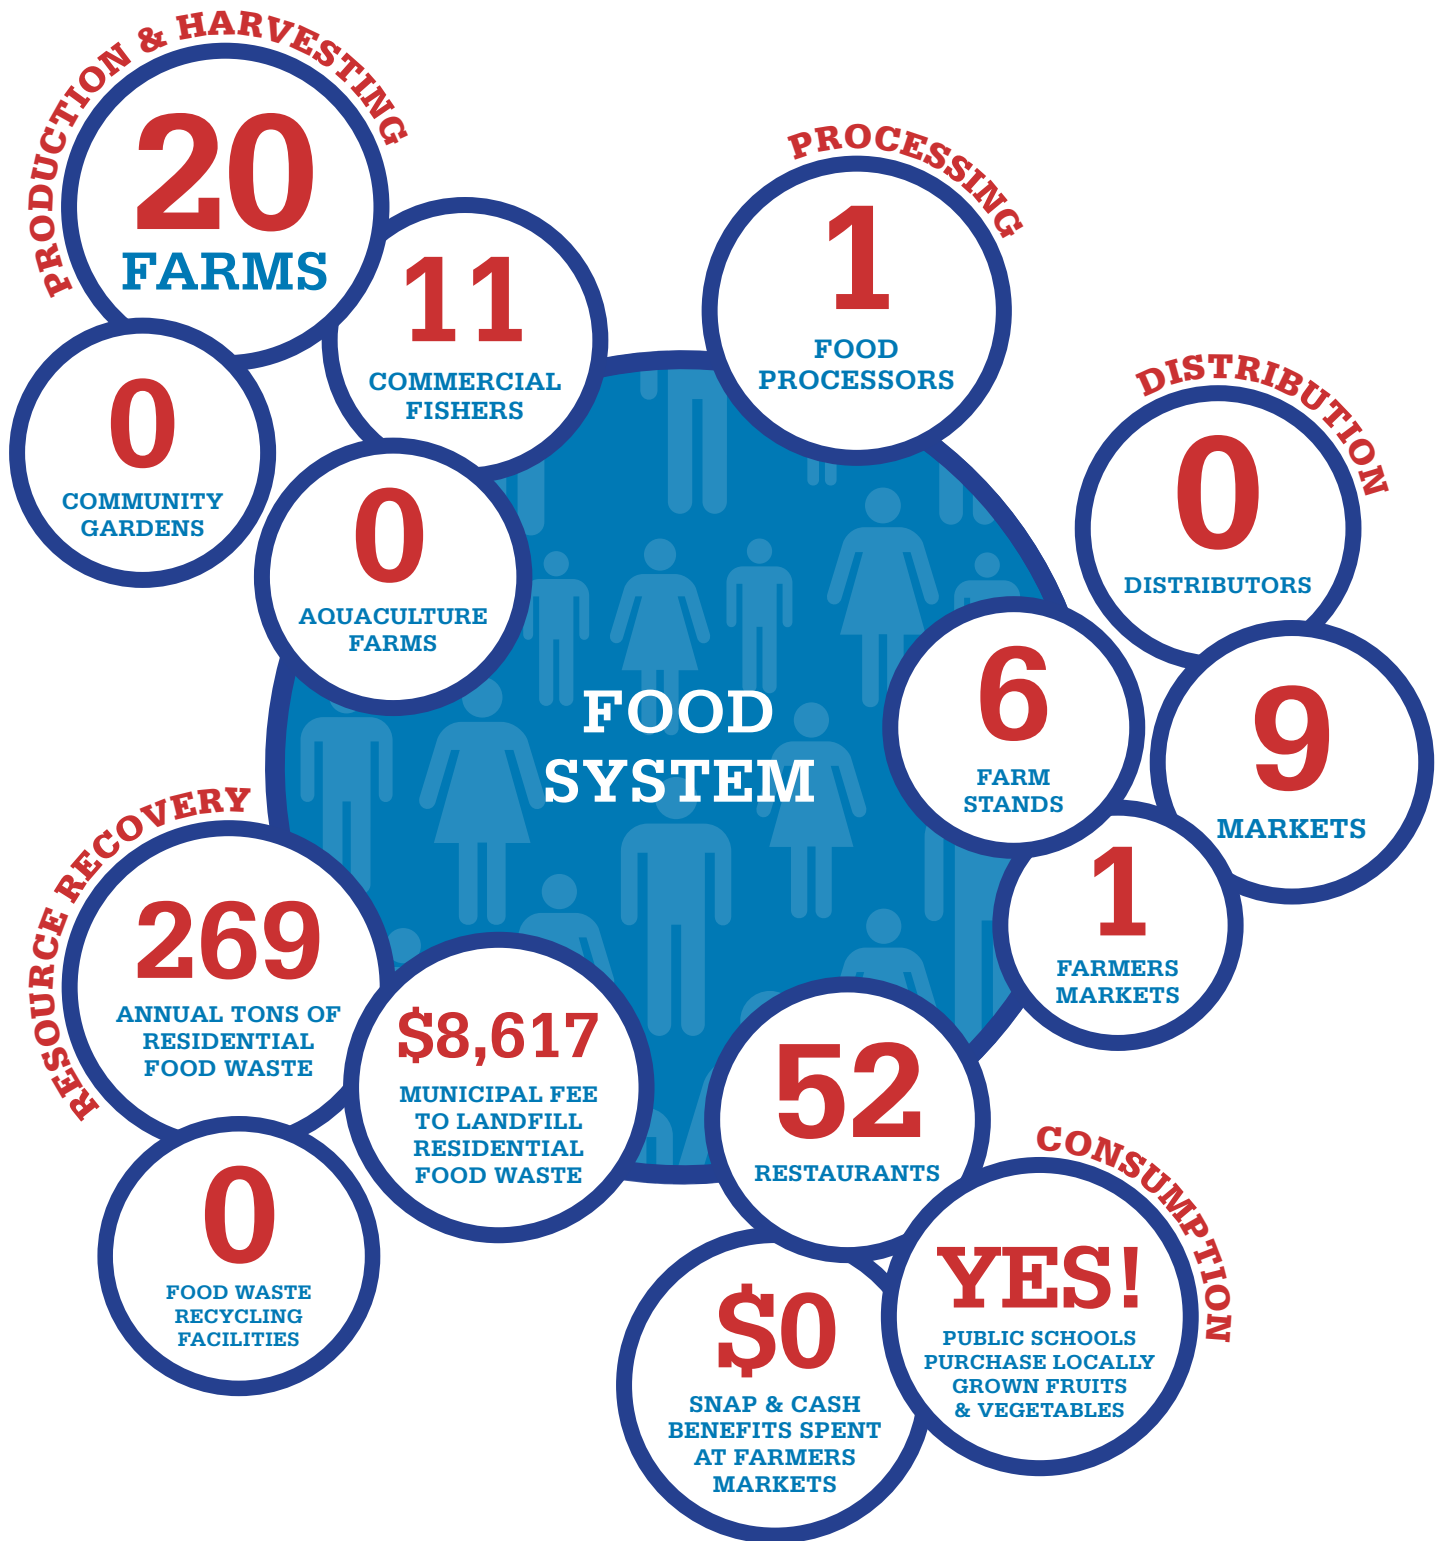 PRODUCTION & HARVESTING
20
FARMS
11
COMMERCIAL
FISHERS
0
COMMUNITY
GARDENS
0
AQUACULTURE
FARMS
PROCESSING
1
FOOD
PROCESSORS
DISTRIBUTION
0
DISTRIBUTORS
6
FARM
STANDS
9
MARKETS
1
FARMERS
MARKETS
FOOD
SYSTEM
RESOURCE RECOVERY
269
ANNUAL TONS OF
RESIDENTIAL
FOOD WASTE
$8,617
MUNICIPAL FEE
TO LANDFILL
RESIDENTIAL
FOOD WASTE
0
FOOD WASTE
RECYCLING
FACILITIES
CONSUMPTION
52
RESTAURANTS
YES!
PUBLIC SCHOOLS
PURCHASE LOCALLY
GROWN FRUITS
& VEGETABLES
$0
SNAP & CASH
BENEFITS SPENT
AT FARMERS
MARKETS